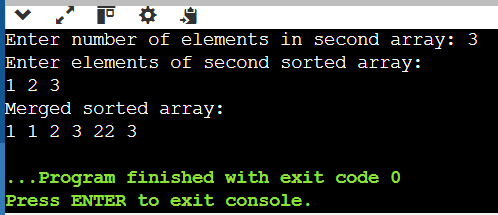 Enter number of elements in second array: 3
Enter elements of second sorted array:
1 2 3
Merged sorted array:
1 1 2 3 22 3
...Program finished with exit code 0
Press ENTER to exit console.